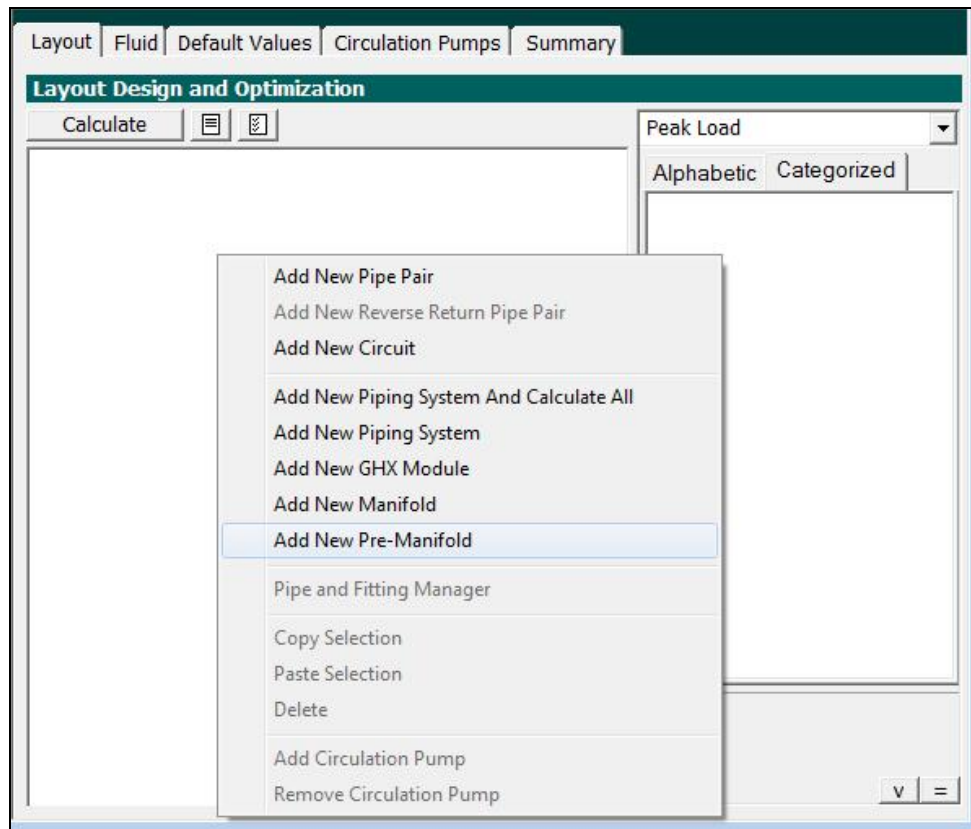 Layout Fluid Default Values Circulation Pumps Summary
Layout Design and Optimization
Calculate
Peak Load
Alphabetic Categorized
Add New Pipe Pair
Add New Reverse Return Pipe Pair
Add New Circuit
Add New Piping System And Calculate All
Add New Piping System
Add New GHX Module
Add New Manifold
Add New Pre-Manifold
Pipe and Fitting Manager
Copy Selection
Paste Selection
Delete
Add Circulation Pump
Remove Circulation Pump
v =